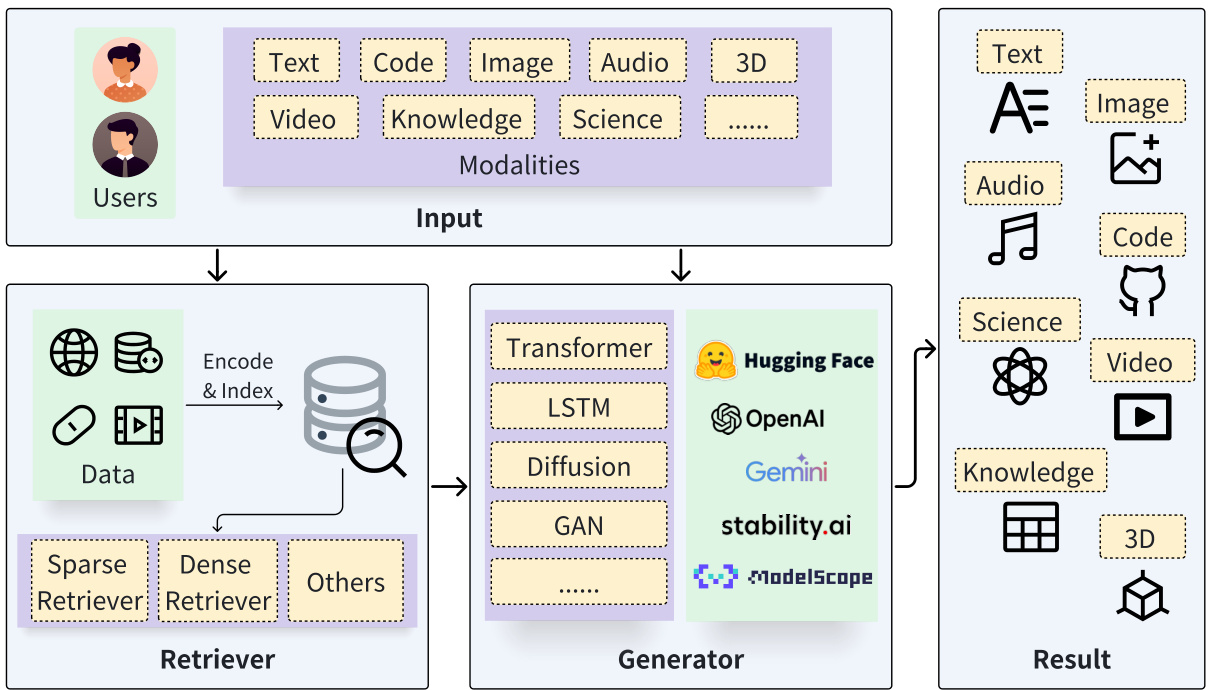 Users
Text
Code
Image
Audio
3D
Video
Knowledge
Science
......
Modalities
Input
Data
Encode
& Index
Sparse
Retriever
Dense
Retriever
Others
Retriever
Transformer
LSTM
Diffusion
GAN
......
Hugging Face
OpenAI
Gemini
stability.ai
ModelScope
Generator
Text
Image
Audio
Code
Science
Video
Knowledge
3D
Result